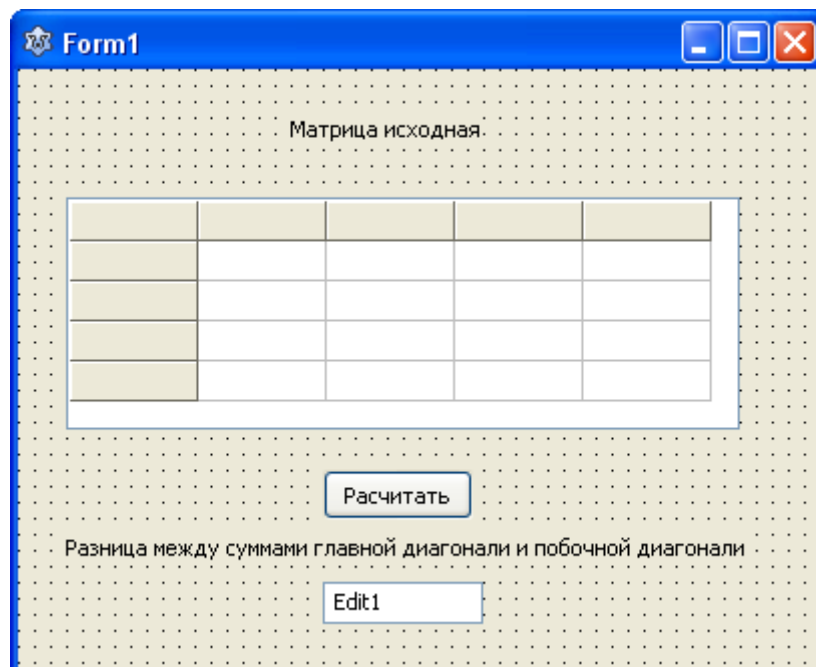 Form1
Матрица исходная
Расчитать
Разница между суммами главной диагонали и побочной диагонали
Edit1